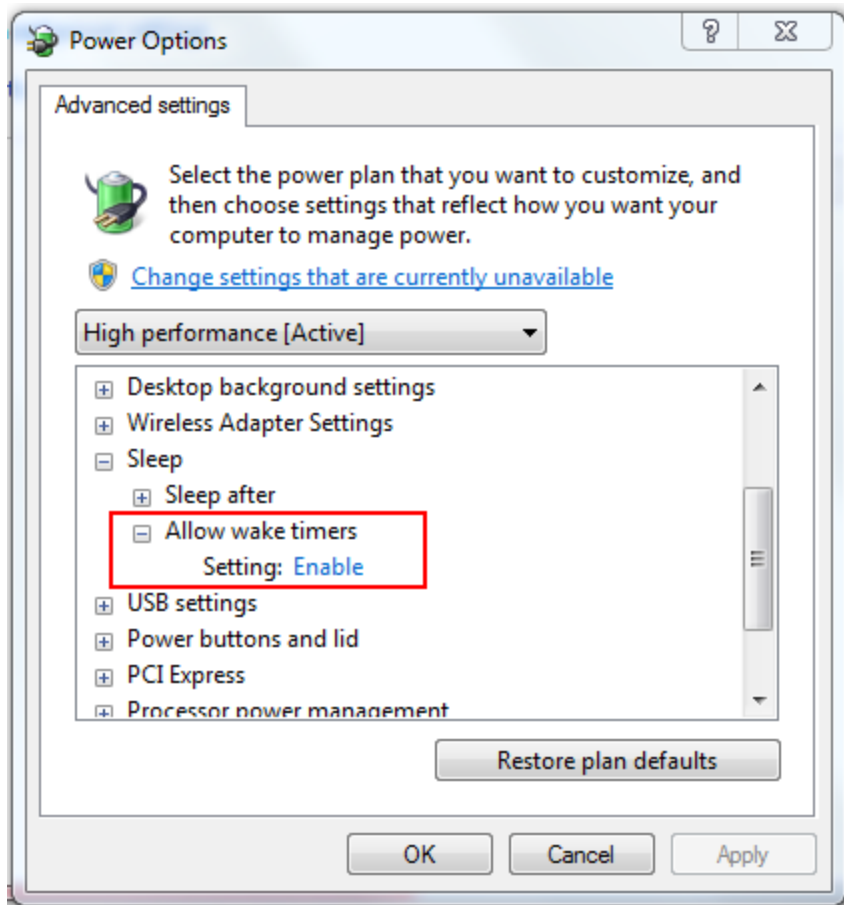 Power Options
Advanced settings
Select the power plan that you want to customize, and
then choose settings that reflect how you want your
computer to manage power.
Change settings that are currently unavailable
High performance [Active]
Desktop background settings
Wireless Adapter Settings
Sleep
Sleep after
Allow wake timers
Setting: Enable
USB settings
Power buttons and lid
PCI Express
Processor power management
Restore plan defaults
OK Cancel Apply